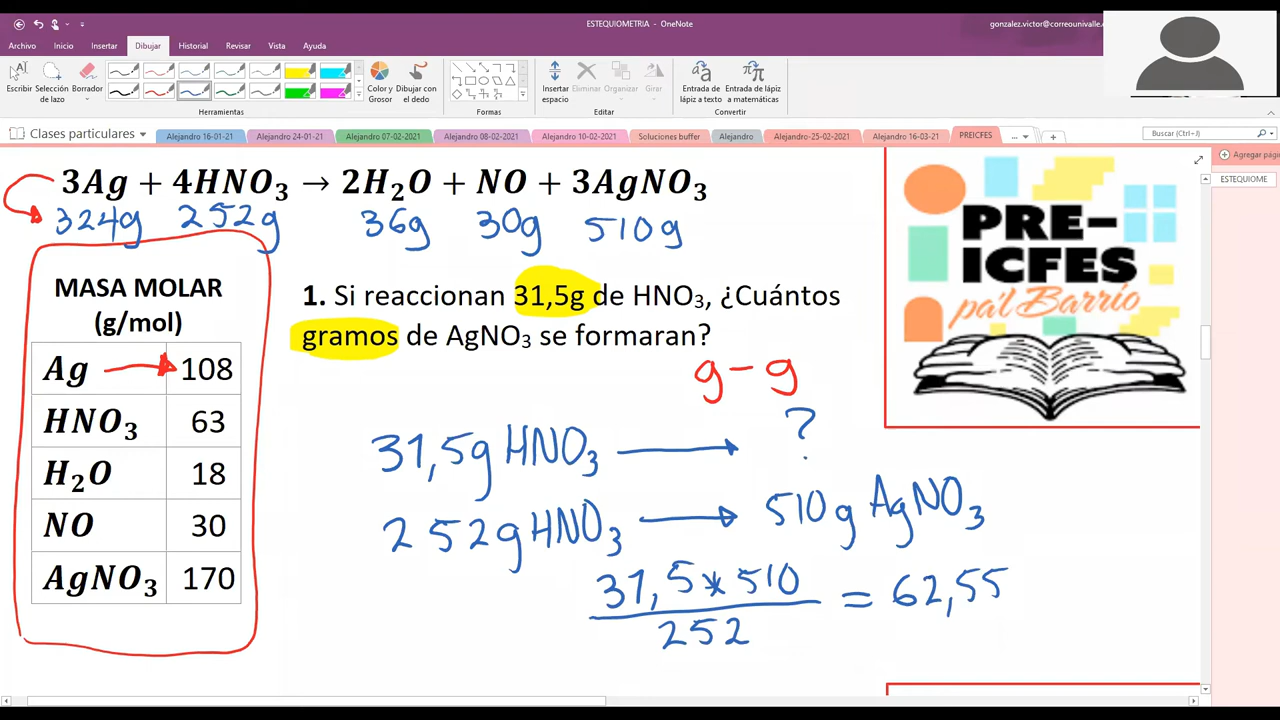 ESTEQUIOMETRIA - OneNote
gonzalez.victor@correounivalle.ed
Archivo Inicio Insertar Dibujar Historial Revisar Vista Ayuda
Escribir Selección de lazo Borrador Color y Grosor Dibujar con el dedo Insertar espacio Eliminar Organizar Girar Entrada de lápiz a texto Entrada de lápiz a matemáticas
Herramientas Formas Editar Convertir
Clases particulares Alejandro 16-01-21 Alejandro 24-01-21 Alejandro 07-02-2021 Alejandro 08-02-2021 Alejandro 10-02-2021 Soluciones buffer Alejandro Alejandro-25-02-2021 Alejandro 16-03-21 PREICFES ... Buscar (Ctrl+J)
Agregar página
ESTEQUIOME
3Ag + 4HNO₃ → 2H₂O + NO + 3AgNO₃
324g 252g 36g 30g 510g
MASA MOLAR
(g/mol)
Ag 108
HNO₃ 63
H₂O 18
NO 30
AgNO₃ 170
1. Si reaccionan 31,5g de HNO₃, ¿Cuántos
gramos de AgNO₃ se formaran?
g - g
31,5g HNO₃ → ?
252g HNO₃ → 510g AgNO₃
31,5*510
252
= 62,55
PRE-
ICFES
pa'l Barrio